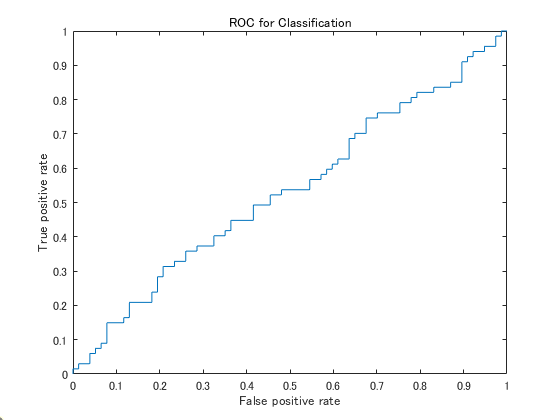 ROC for Classification
1
0.9
0.8
0.7
0.6
0.5
0.4
0.3
0.2
0.1
0
True positive rate
0 0.1 0.2 0.3 0.4 0.5 0.6 0.7 0.8 0.9 1
False positive rate